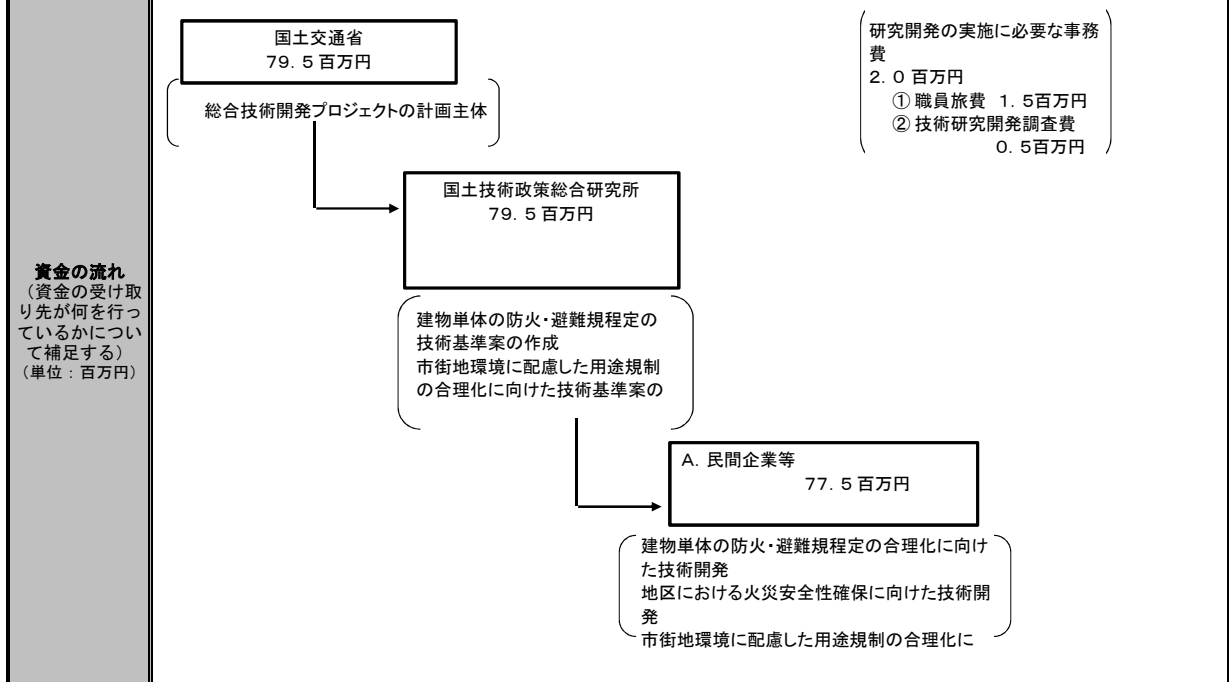 資金の流れ
（資金の受け取
り先が何を行っ
ているかについ
て補足する）
（単位：百万円）
国土交通省
79．5百万円
総合技術開発プロジェクトの計画主体
研究開発の実施に必要な事務
費
2．0百万円
①職員旅費　1．5百万円
②技術研究開発調査費
0．5百万円
国土技術政策総合研究所
79．5百万円
建物単体の防火・避難規程定の
技術基準案の作成
市街地環境に配慮した用途規制
の合理化に向けた技術基準案の
A．民間企業等
77．5百万円
建物単体の防火・避難規程定の合理化に向け
た技術開発
地区における火災安全性確保に向けた技術開
発
市街地環境に配慮した用途規制の合理化に